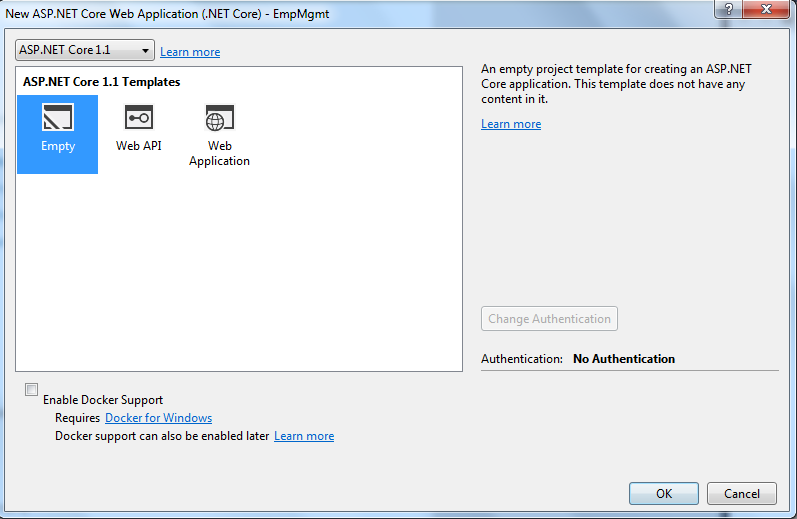 New ASP.NET Core Web Application (.NET Core) - EmpMgmt
?
ASP.NET Core 1.1
Learn more
ASP.NET Core 1.1 Templates
Empty
Web API
Web
Application
An empty project template for creating an ASP.NET
Core application. This template does not have any
content in it.
Learn more
Change Authentication
Authentication: No Authentication
Enable Docker Support
Requires Docker for Windows
Docker support can also be enabled later Learn more
OK
Cancel